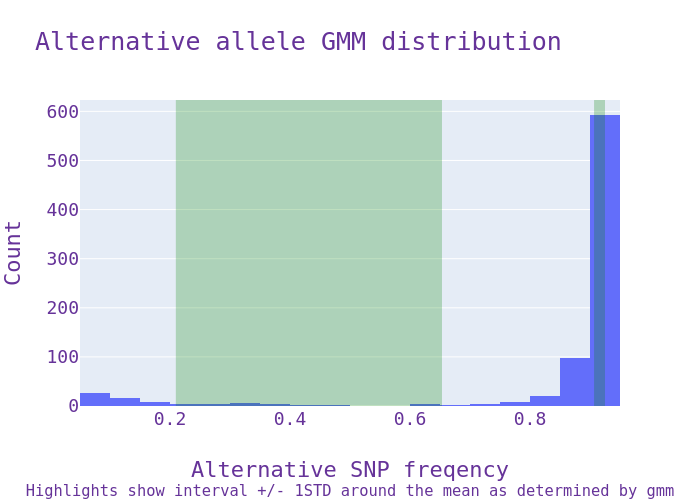 Alternative allele GMM distribution
Count
600
500
400
300
200
100
0
0.2 0.4 0.6 0.8
Alternative SNP freqency
Highlights show interval +/- 1STD around the mean as determined by gmm